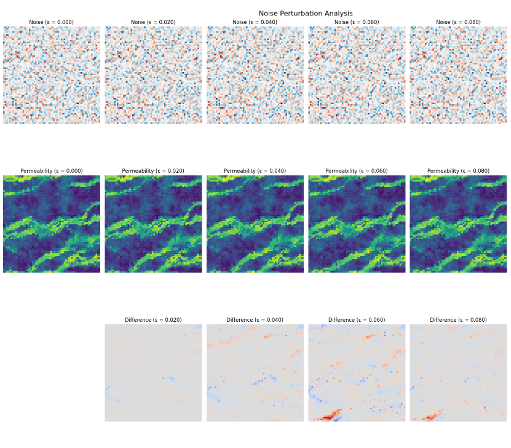 Noise Perturbation Analysis
Noise (ε = 0.000)
Noise (ε = 0.020)
Noise (ε = 0.040)
Noise (ε = 0.060)
Noise (ε = 0.080)
Permeability (ε = 0.000)
Permeability (ε = 0.020)
Permeability (ε = 0.040)
Permeability (ε = 0.060)
Permeability (ε = 0.080)
Difference (ε = 0.020)
Difference (ε = 0.040)
Difference (ε = 0.060)
Difference (ε = 0.080)